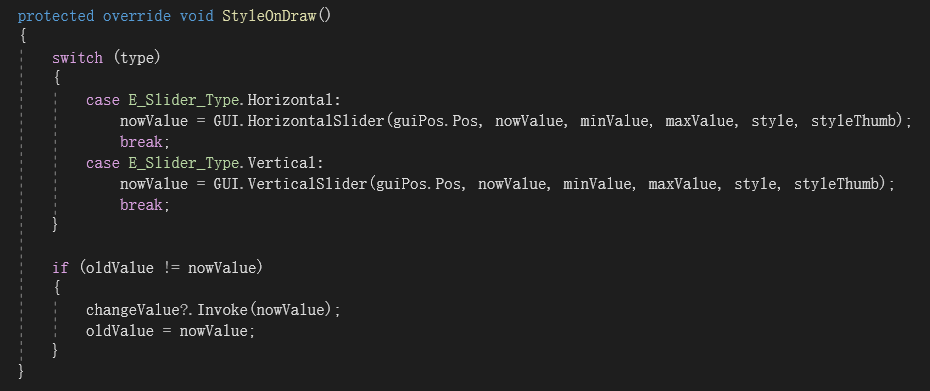 protected override void StyleOnDraw()
{
    switch (type)
    {
        case E_Slider_Type.Horizontal:
            nowValue = GUI.HorizontalSlider(guiPos.Pos, nowValue, minValue, maxValue, style, styleThumb);
            break;
        case E_Slider_Type.Vertical:
            nowValue = GUI.VerticalSlider(guiPos.Pos, nowValue, minValue, maxValue, style, styleThumb);
            break;
    }

    if (oldValue != nowValue)
    {
        changeValue?.Invoke(nowValue);
        oldValue = nowValue;
    }
}